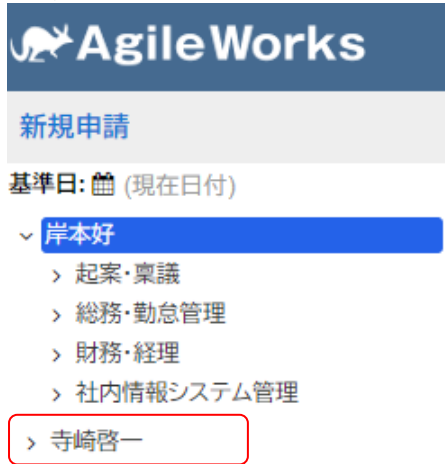 AgileWorks
新規申請
基準日: (現在日付)
岸本好
起案・稟議
総務・勤怠管理
財務・経理
社内情報システム管理
寺崎啓一